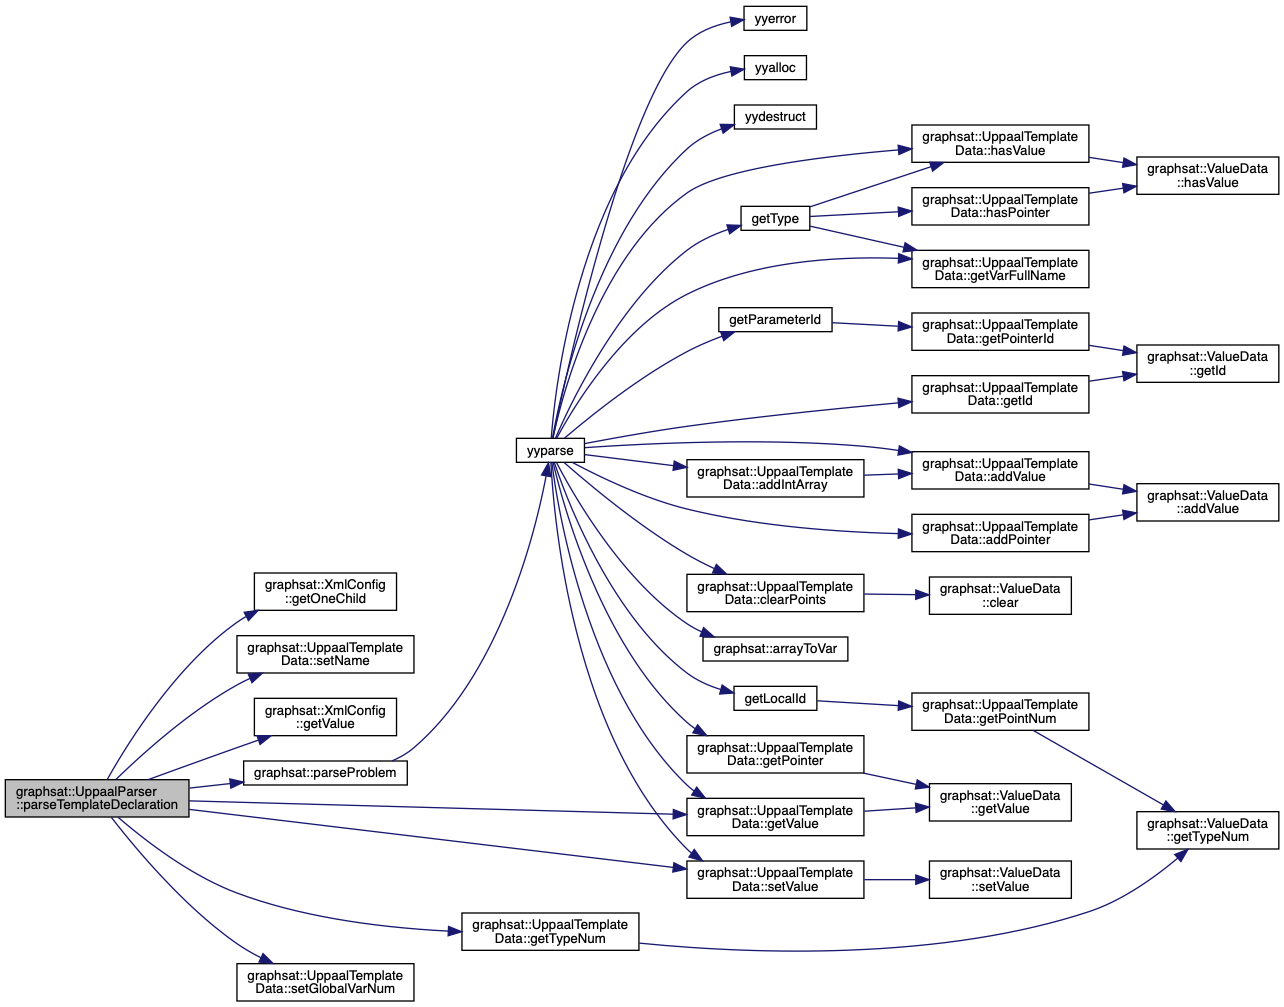 yyerror
yyalloc
yydestruct
graphsat::UppaalTemplate
Data::hasValue
graphsat::ValueData
::hasValue
getType
graphsat::UppaalTemplate
Data::hasPointer
graphsat::UppaalTemplate
Data::getVarFullName
getParameterId
graphsat::UppaalTemplate
Data::getPointerId
graphsat::ValueData
::getId
graphsat::UppaalTemplate
Data::getId
yyparse
graphsat::UppaalTemplate
Data::addIntArray
graphsat::UppaalTemplate
Data::addValue
graphsat::ValueData
::addValue
graphsat::UppaalTemplate
Data::addPointer
graphsat::UppaalTemplate
Data::clearPoints
graphsat::ValueData
::clear
graphsat::XmlConfig
::getOneChild
graphsat::UppaalTemplate
Data::setName
graphsat::arrayToVar
getLocalId
graphsat::UppaalTemplate
Data::getPointNum
graphsat::XmlConfig
::getValue
graphsat::UppaalTemplate
Data::getPointer
graphsat::parseProblem
graphsat::UppaalParser
::parseTemplateDeclaration
graphsat::UppaalTemplate
Data::getValue
graphsat::ValueData
::getValue
graphsat::ValueData
::getTypeNum
graphsat::UppaalTemplate
Data::setValue
graphsat::ValueData
::setValue
graphsat::UppaalTemplate
Data::getTypeNum
graphsat::UppaalTemplate
Data::setGlobalVarNum